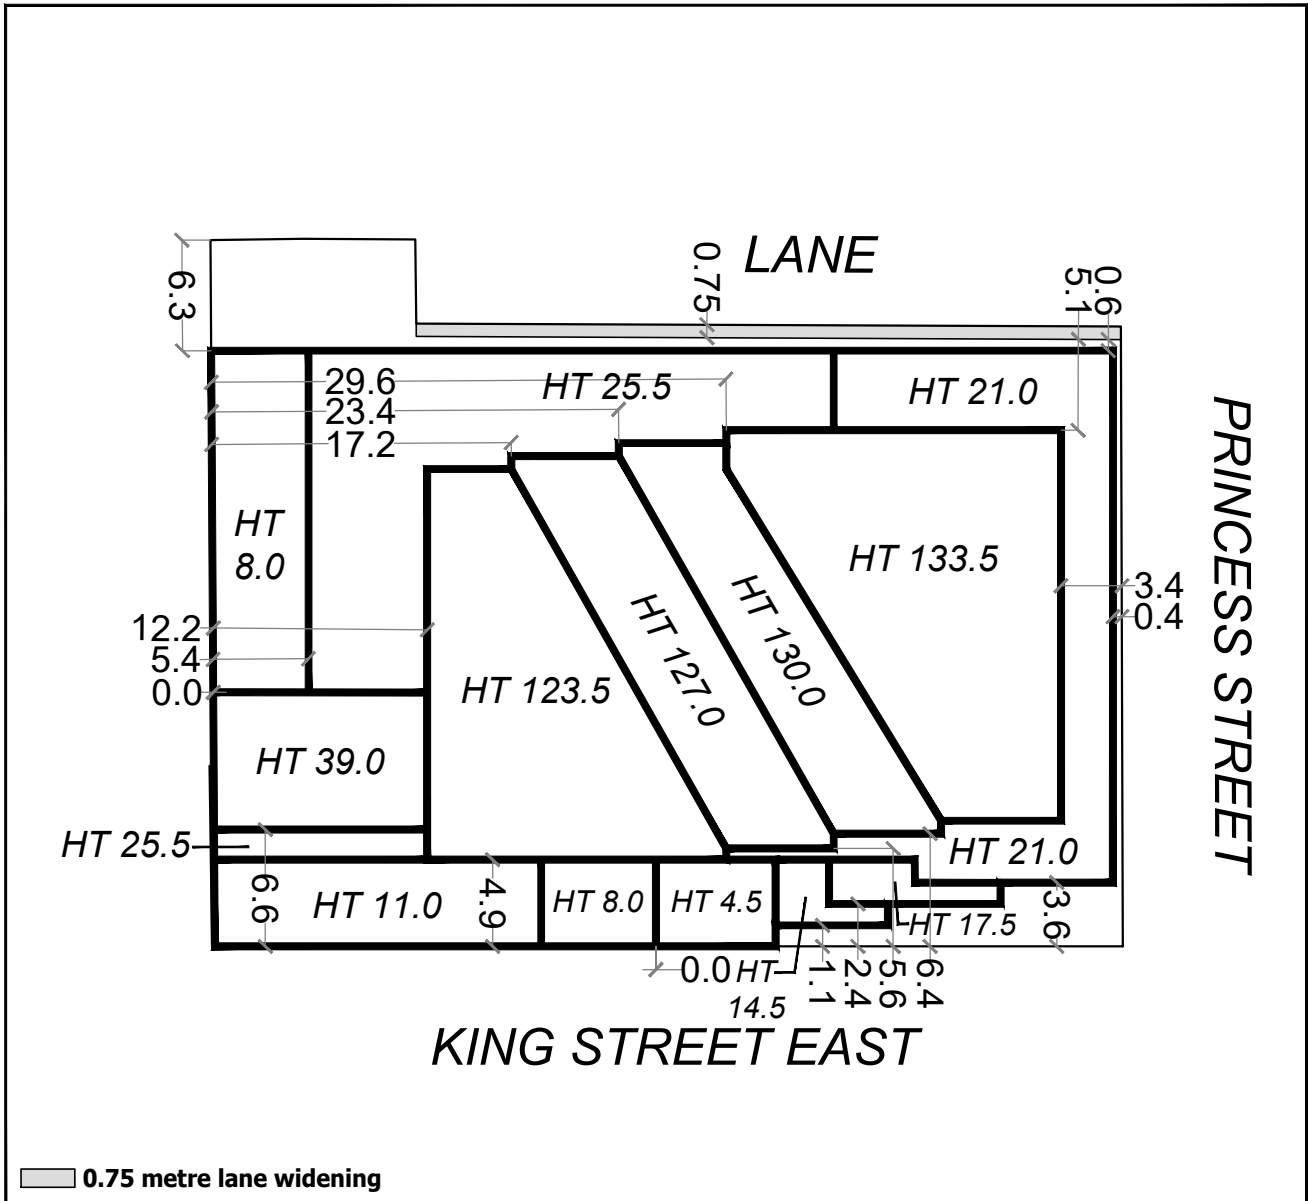 LANE
6.3
0.75
5.1
0.6
29.6
HT 25.5
HT 21.0
23.4
17.2
HT
8.0
HT 133.5
PRINCESS STREET
3.4
0.4
12.2
5.4
0.0
HT 123.5
HT 127.0
HT 130.0
HT 39.0
HT 25.5
HT 21.0
6.6
HT 11.0
4.9
HT 8.0
HT 4.5
HT 17.5
3.6
0.0
HT
14.5
1.1
2.4
5.6
6.4
KING STREET EAST
0.75 metre lane widening